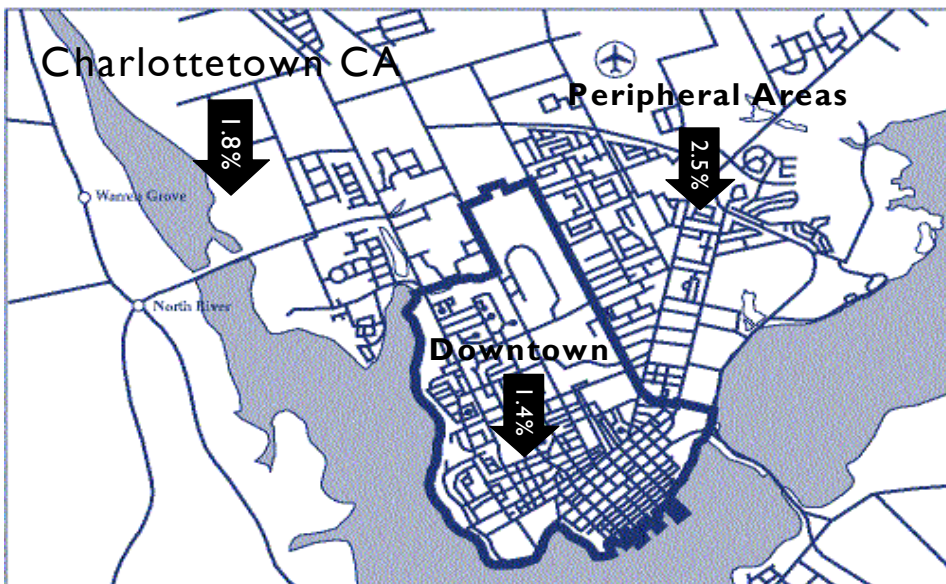 Charlottetown CA
1.8%
Peripheral Areas
2.5%
Warren Grove
North River
Downtown
1.4%